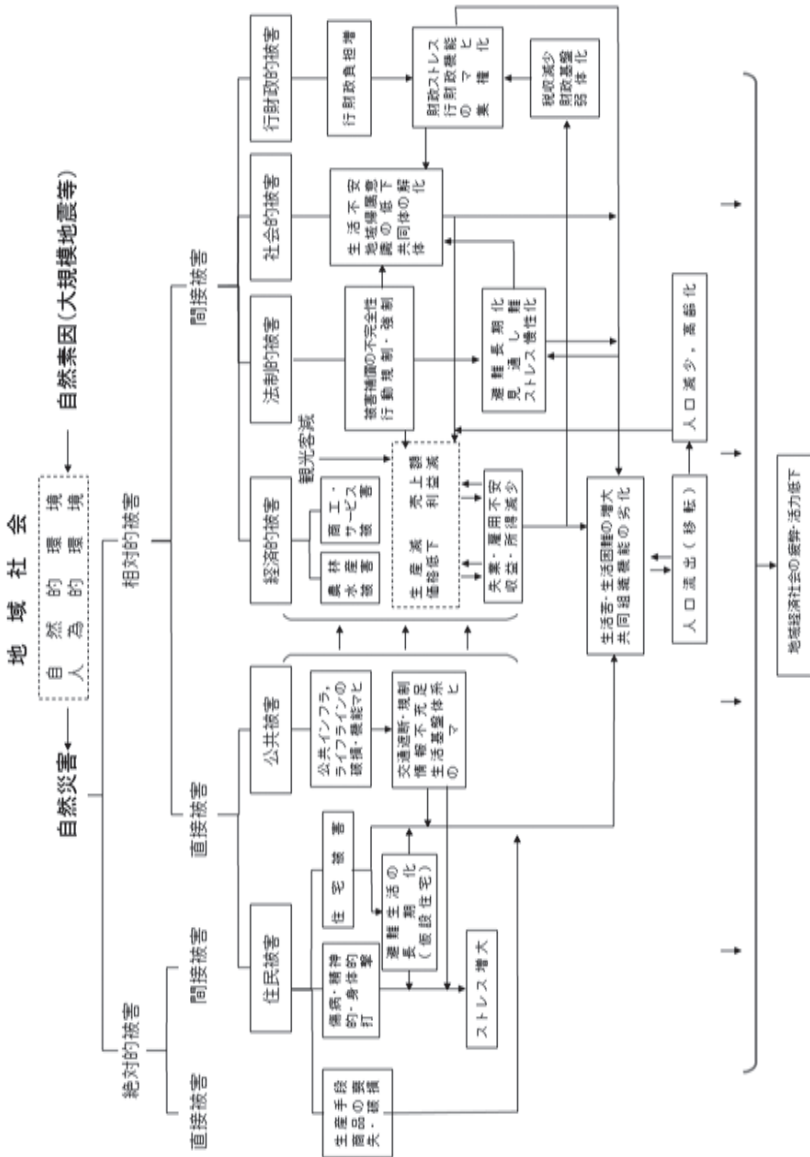 地域社会
自然災害
自然的環境
人為的環境
自然素因(大規模地震等)
絶対的被害
相対的被害
直接被害
間接被害
直接被害
間接被害
住民被害
公共被害
経済的被害
法制的被害
社会的被害
行財政的被害
生産手段
商品の喪
失・破損
傷病・精神
的・身体的
打撃
住宅被害
公共インフラ,
ライフラインの
破損・機能マヒ
農林
水産
被害
商工・
サービス
被害
観光客減
被害補償の不完全性
行動規制・強制
生活不安
地域帰属意
識の低下
共同体の解
体化
行財政負担増
避難生活の
長期化
(仮設住宅)
交通遮断・規制
情報不充足
生活基盤体系
のマヒ
生産減 売上額
価格低下 利益減
財政ストレス
行財政機能
のマヒと
集権化
ストレス増大
失業・雇用不安
収益・所得減少
避難長期化
見通し難
ストレス慢性化
税収減少
財政基盤
弱体化
生活苦・生活困難の増大
共同組織機能の劣化
人口流出(移転)
人口減少,高齢化
地域経済社会の疲弊・活力低下